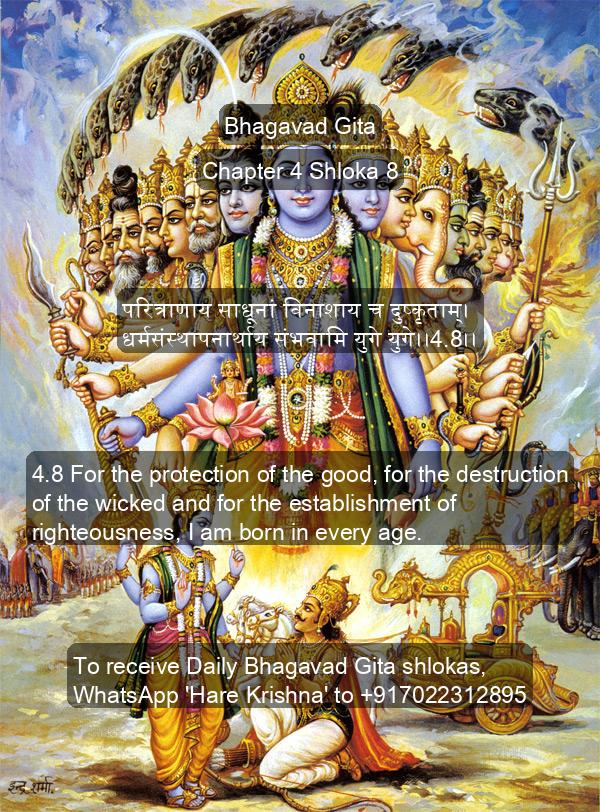 Bhagavad Gita
Chapter 4 Shloka 8
परित्राणाय साधूनां विनाशाय च दुष्कृताम्।
धर्मसंस्थापनार्थाय संभवामि युगे युगे।।4.8।।
4.8 For the protection of the good, for the destruction
of the wicked and for the establishment of
righteousness, I am born in every age.
To receive Daily Bhagavad Gita shlokas,
WhatsApp 'Hare Krishna' to +917022312895
इन्द्र शर्मा